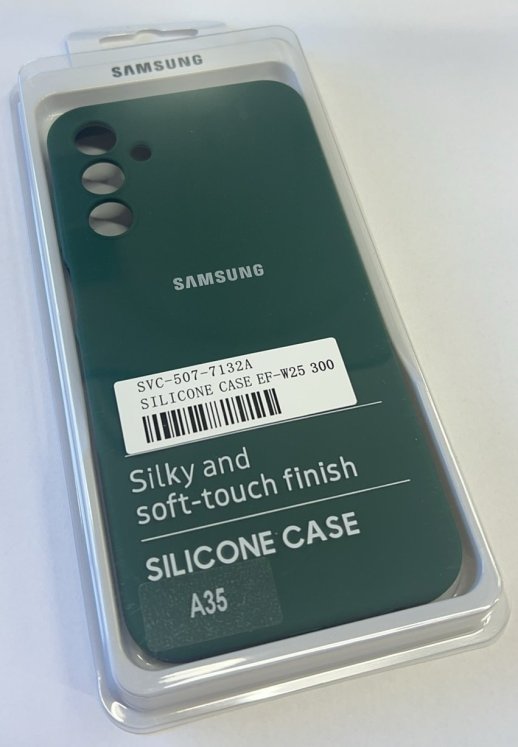 SAMSUNG
SAMSUNG
SVC-507-7132A
SILICONE CASE EF-W25 300
Silky and
soft-touch finish
SILICONE CASE
A35